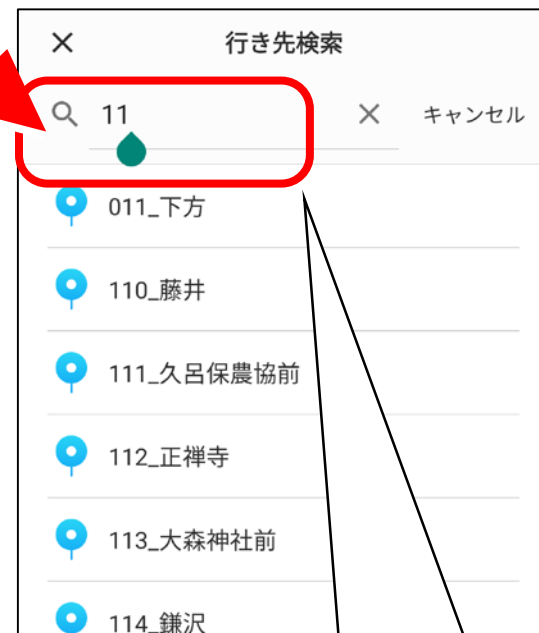 行き先検索
11 キャンセル
011_下方
110_藤井
111_久呂保農協前
112_正禅寺
113_大森神社前
114_鎌沢